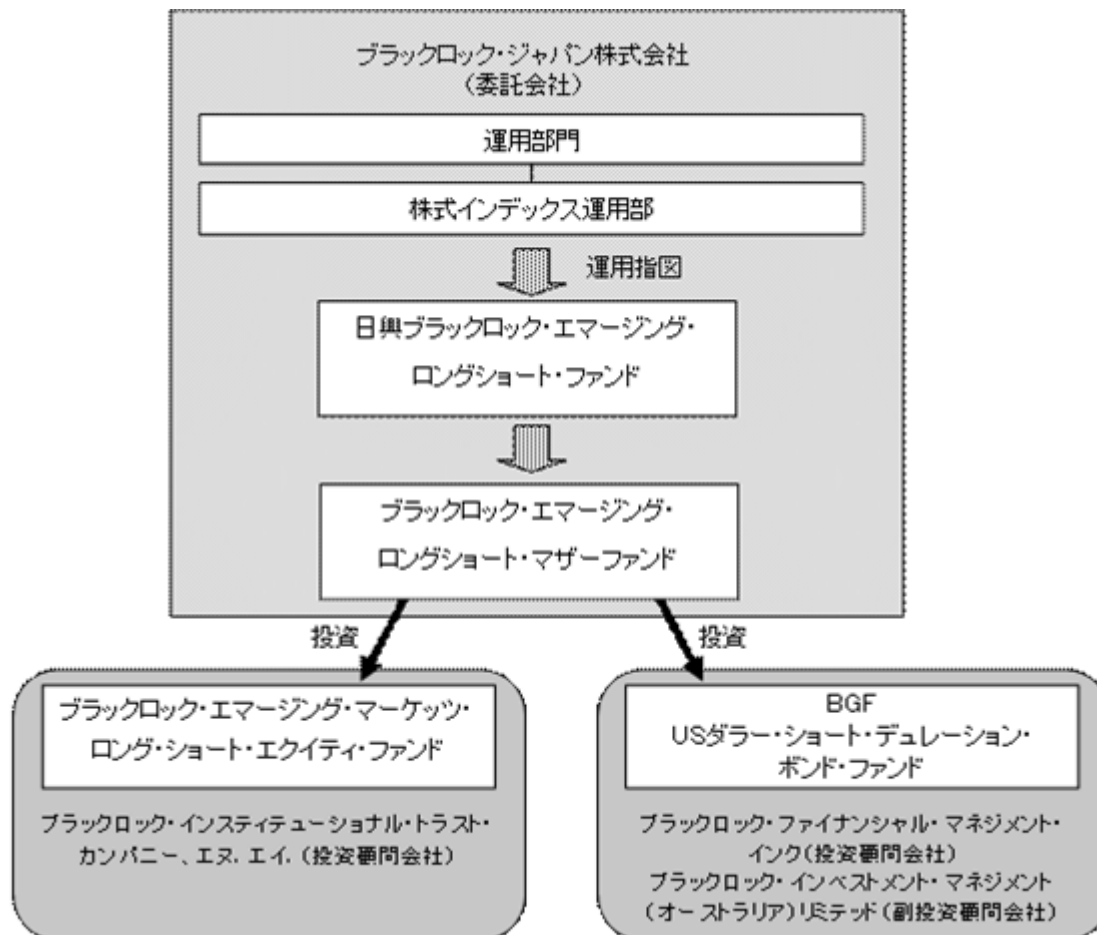 ブラックロック・ジャパン株式会社
（委託会社）
運用部門
株式インデックス運用部
運用指図
日興ブラックロック・エマージング・
ロングショート・ファンド
ブラックロック・エマージング・
ロングショート・マザーファンド
投資
投資
ブラックロック・エマージング・マーケッツ・
ロング・ショート・エクイティ・ファンド
ブラックロック・インスティテューショナル・トラスト・
カンパニー、エヌ．エイ．（投資顧問会社）
BGF
USダラー・ショート・デュレーション・
ボンド・ファンド
ブラックロック・ファイナンシャル・マネジメント・
インク（投資顧問会社）
ブラックロック・インベストメント・マネジメント
（オーストラリア）リミテッド（副投資顧問会社）